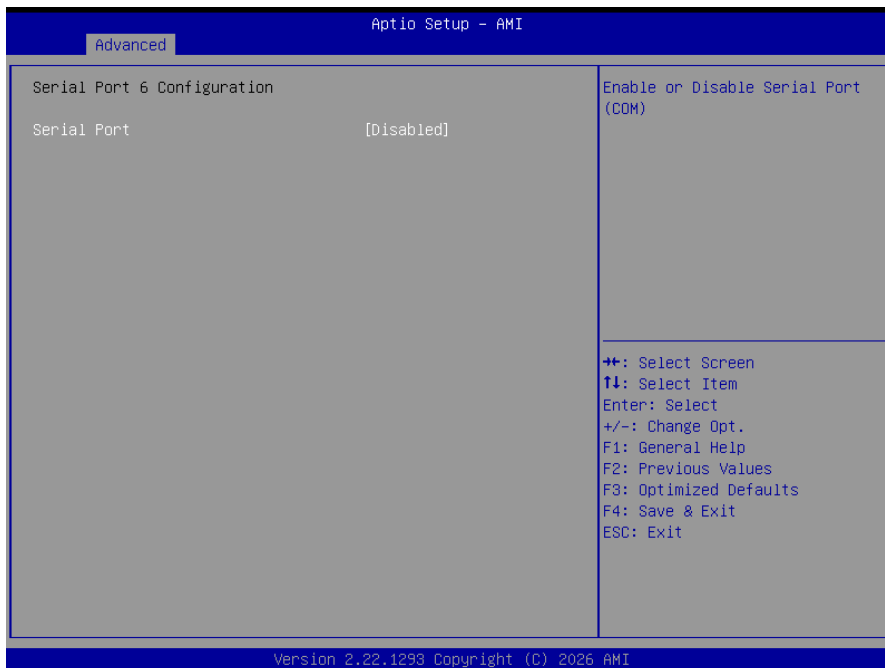 Aptio Setup - AMI
Advanced
Serial Port 6 Configuration
Serial Port [Disabled]
Enable or Disable Serial Port
(COM)
→←: Select Screen
↑↓: Select Item
Enter: Select
+/-: Change Opt.
F1: General Help
F2: Previous Values
F3: Optimized Defaults
F4: Save & Exit
ESC: Exit
Version 2.22.1293 Copyright (C) 2026 AMI